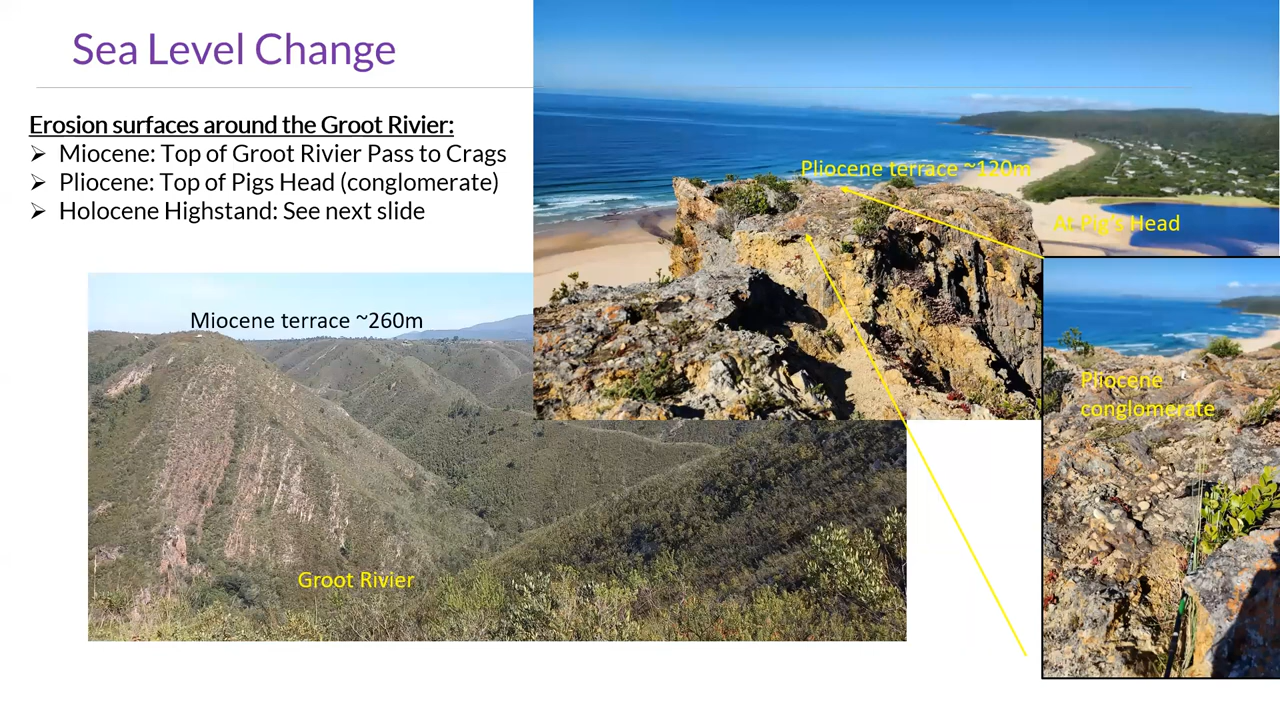 Sea Level Change
Erosion surfaces around the Groot Rivier:
➢ Miocene: Top of Groot Rivier Pass to Crags
➢ Pliocene: Top of Pigs Head (conglomerate)
➢ Holocene Highstand: See next slide
Pliocene terrace ~120m
At Pig's Head
Miocene terrace ~260m
Pliocene
conglomerate
Groot Rivier